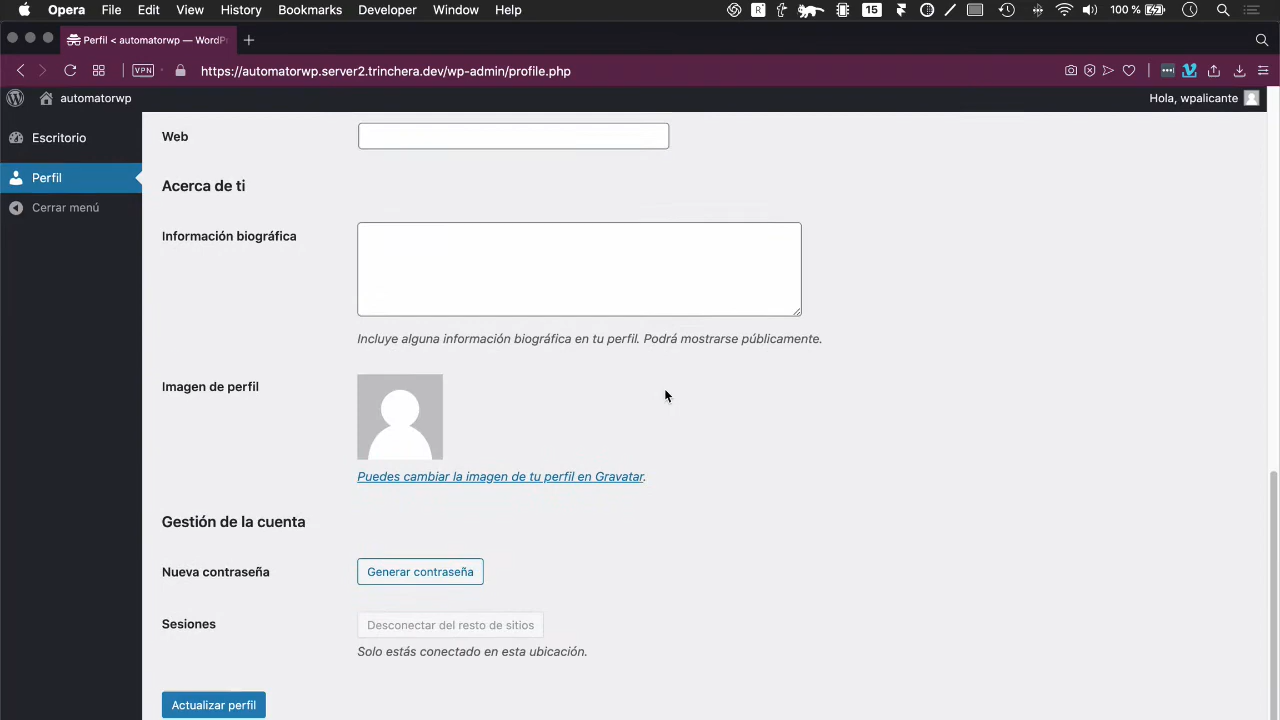 Opera File Edit View History Bookmarks Developer Window Help 15 100 %
Perfil < automatorwp — WordPr
VPN https://automatorwp.server2.trinchera.dev/wp-admin/profile.php
automatorwp Hola, wpalicante
Escritorio
Perfil
Cerrar menú
Web
Acerca de ti
Información biográfica
Incluye alguna información biográfica en tu perfil. Podrá mostrarse públicamente.
Imagen de perfil
Puedes cambiar la imagen de tu perfil en Gravatar.
Gestión de la cuenta
Nueva contraseña Generar contraseña
Sesiones Desconectar del resto de sitios
Solo estás conectado en esta ubicación.
Actualizar perfil